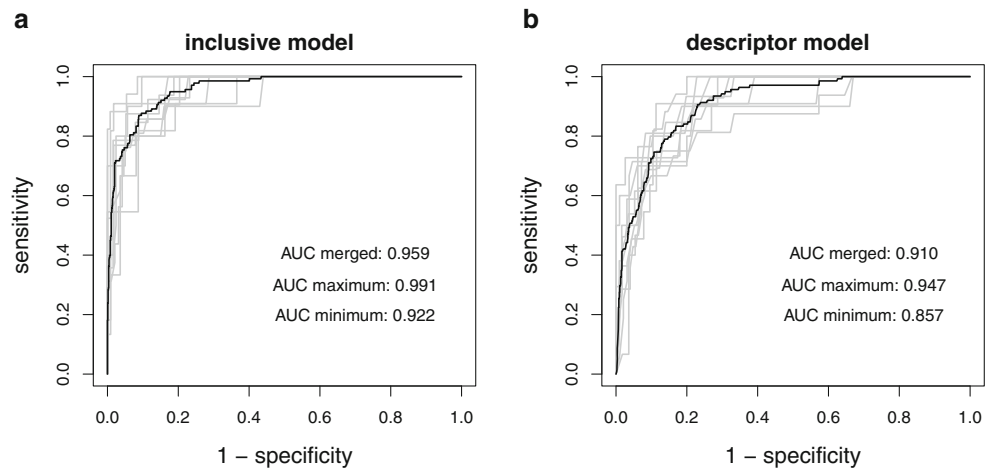 a
inclusive model
sensitivity
1.0
0.8
0.6
0.4
0.2
0.0
AUC merged: 0.959
AUC maximum: 0.991
AUC minimum: 0.922
0.0 0.2 0.4 0.6 0.8 1.0
1 − specificity
b
descriptor model
sensitivity
1.0
0.8
0.6
0.4
0.2
0.0
AUC merged: 0.910
AUC maximum: 0.947
AUC minimum: 0.857
0.0 0.2 0.4 0.6 0.8 1.0
1 − specificity